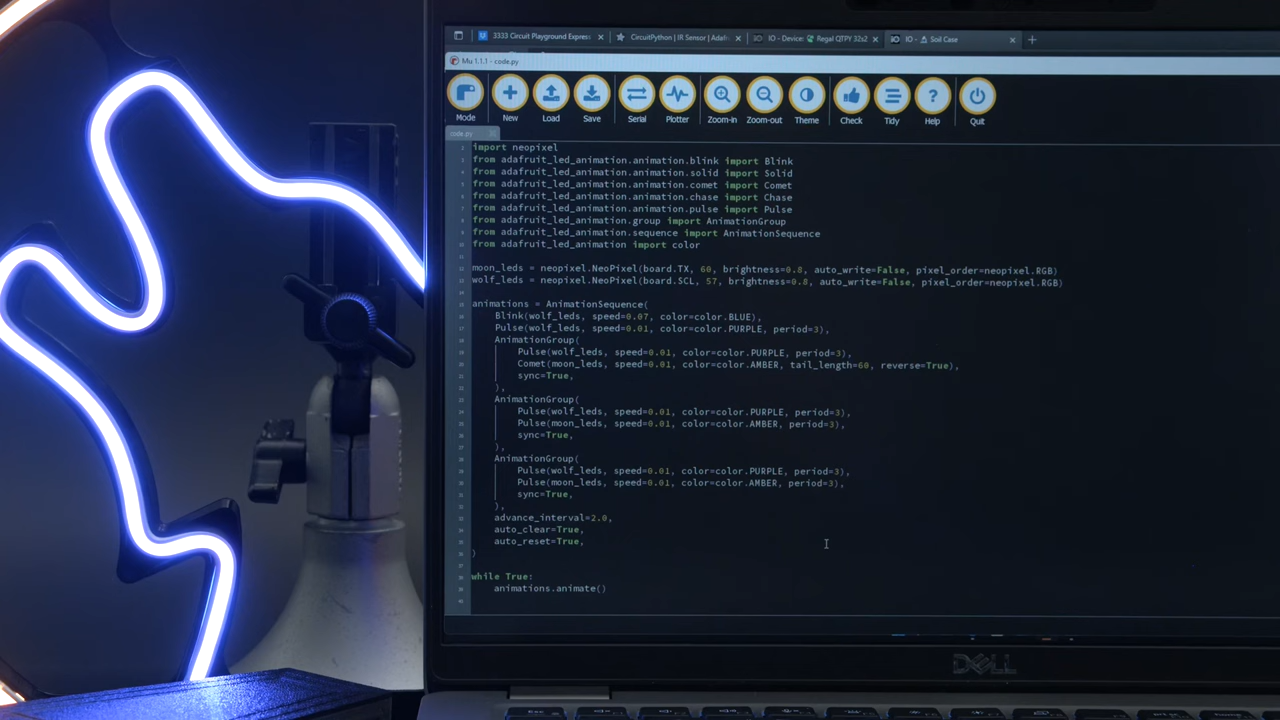 3333 Circuit Playground Expres
CircuitPython | IR Sensor | Adafr
IO - Device: Regal QTPY 32s2
IO - Soil Case
Mu 1.1.1 - code.py
Mode
New
Load
Save
Serial
Plotter
Zoom-in
Zoom-out
Theme
Check
Tidy
Help
Quit
code.py
import neopixel
from adafruit_led_animation.animation.blink import Blink
from adafruit_led_animation.animation.solid import Solid
from adafruit_led_animation.animation.comet import Comet
from adafruit_led_animation.animation.chase import Chase
from adafruit_led_animation.animation.pulse import Pulse
from adafruit_led_animation.group import AnimationGroup
from adafruit_led_animation.sequence import AnimationSequence
from adafruit_led_animation import color
moon_leds = neopixel.NeoPixel(board.TX, 60, brightness=0.8, auto_write=False, pixel_order=neopixel.RGB)
wolf_leds = neopixel.NeoPixel(board.SCL, 57, brightness=0.8, auto_write=False, pixel_order=neopixel.RGB)
animations = AnimationSequence(
Blink(wolf_leds, speed=0.07, color=color.BLUE),
Pulse(wolf_leds, speed=0.01, color=color.PURPLE, period=3),
AnimationGroup(
Pulse(wolf_leds, speed=0.01, color=color.PURPLE, period=3),
Comet(moon_leds, speed=0.01, color=color.AMBER, tail_length=60, reverse=True),
sync=True,
),
AnimationGroup(
Pulse(wolf_leds, speed=0.01, color=color.PURPLE, period=3),
Pulse(moon_leds, speed=0.01, color=color.AMBER, period=3),
sync=True,
),
AnimationGroup(
Pulse(wolf_leds, speed=0.01, color=color.PURPLE, period=3),
Pulse(moon_leds, speed=0.01, color=color.AMBER, period=3),
sync=True,
),
advance_interval=2.0,
auto_clear=True,
auto_reset=True,
)
while True:
animations.animate()
DELL